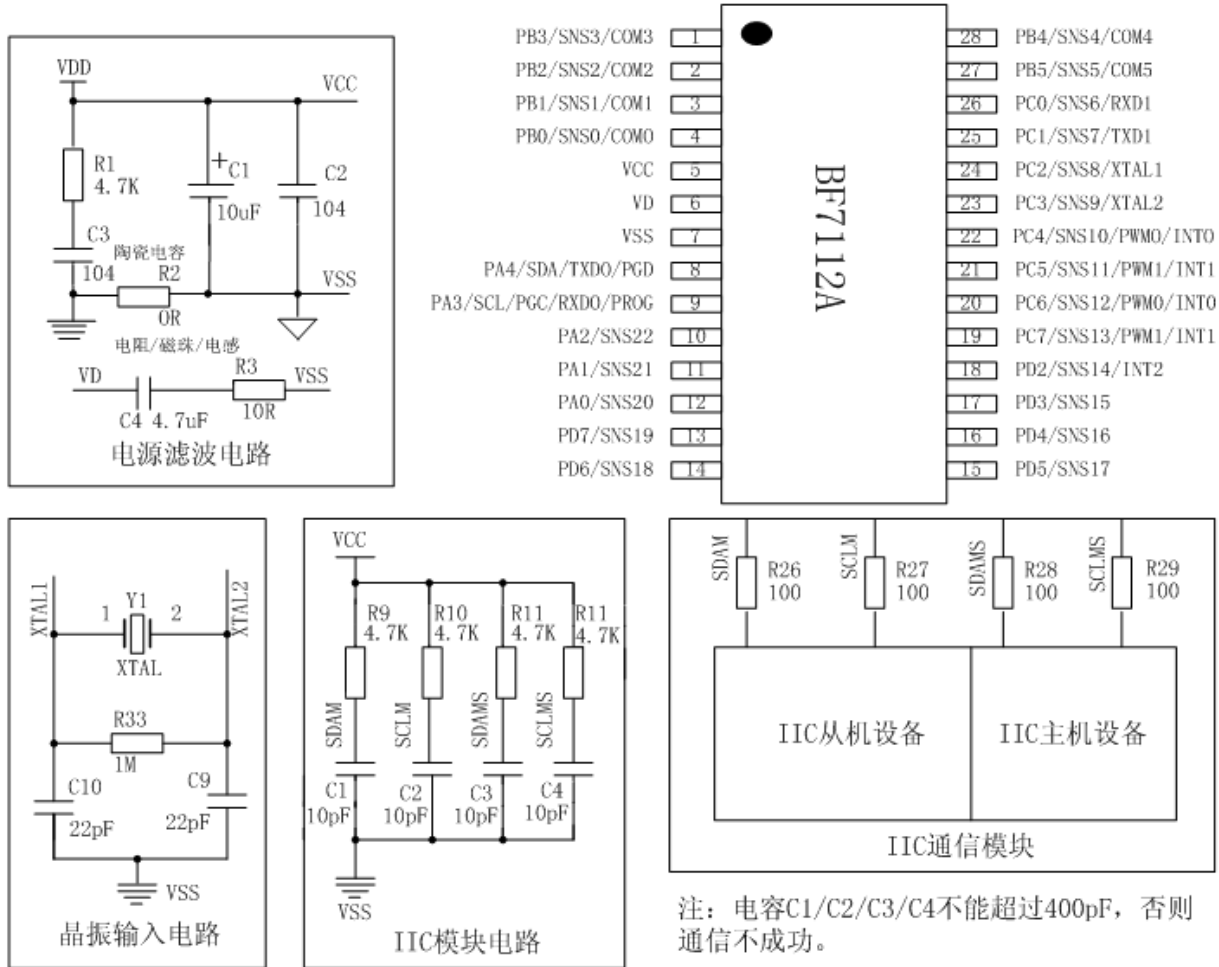 VDD
VCC
R1
4.7K
+
C1
10uF
C2
104
C3
104
陶瓷电容
R2
0R
VSS
电阻/磁珠/电感
VD
C4 4.7uF
R3
10R
VSS
电源滤波电路
PB3/SNS3/COM3 1
PB2/SNS2/COM2 2
PB1/SNS1/COM1 3
PB0/SNS0/COM0 4
VCC 5
VD 6
VSS 7
PA4/SDA/TXD0/PGD 8
PA3/SCL/PGC/RXD0/PROG 9
PA2/SNS22 10
PA1/SNS21 11
PA0/SNS20 12
PD7/SNS19 13
PD6/SNS18 14
BF7112A
28 PB4/SNS4/COM4
27 PB5/SNS5/COM5
26 PC0/SNS6/RXD1
25 PC1/SNS7/TXD1
24 PC2/SNS8/XTAL1
23 PC3/SNS9/XTAL2
22 PC4/SNS10/PWM0/INT0
21 PC5/SNS11/PWM1/INT1
20 PC6/SNS12/PWM0/INT0
19 PC7/SNS13/PWM1/INT1
18 PD2/SNS14/INT2
17 PD3/SNS15
16 PD4/SNS16
15 PD5/SNS17
XTAL1
1
Y1
2
XTAL
XTAL2
R33
1M
C10
22pF
C9
22pF
VSS
晶振输入电路
VCC
R9
4.7K
R10
4.7K
R11
4.7K
R11
4.7K
SDAM
SCLM
SDAMS
SCLMS
C1
10pF
C2
10pF
C3
10pF
C4
10pF
VSS
IIC模块电路
SDAM
R26
100
SCLM
R27
100
SDAMS
R28
100
SCLMS
R29
100
IIC从机设备
IIC主机设备
IIC通信模块
注：电容C1/C2/C3/C4不能超过400pF，否则
通信不成功。